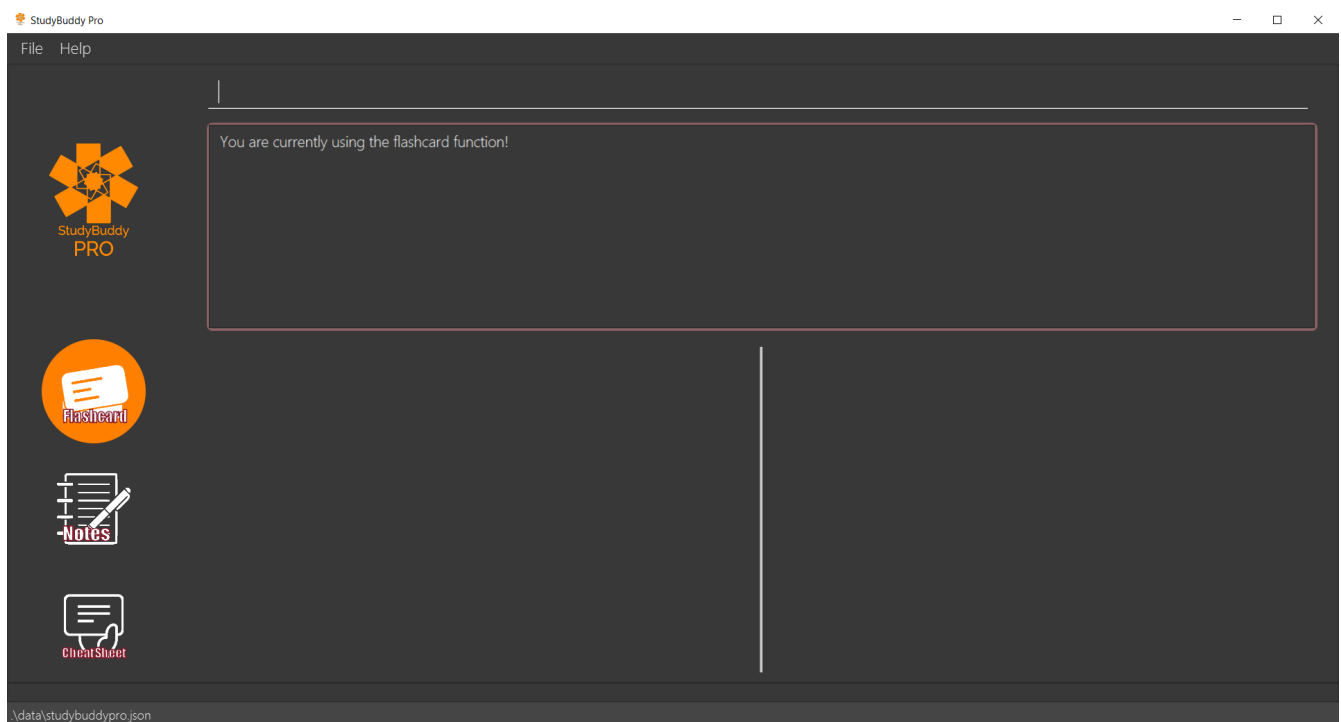 StudyBuddy Pro
File Help
You are currently using the flashcard function!
StudyBuddy
PRO
Flashcard
Notes
CheatSheet
.\data\studybuddypro.json